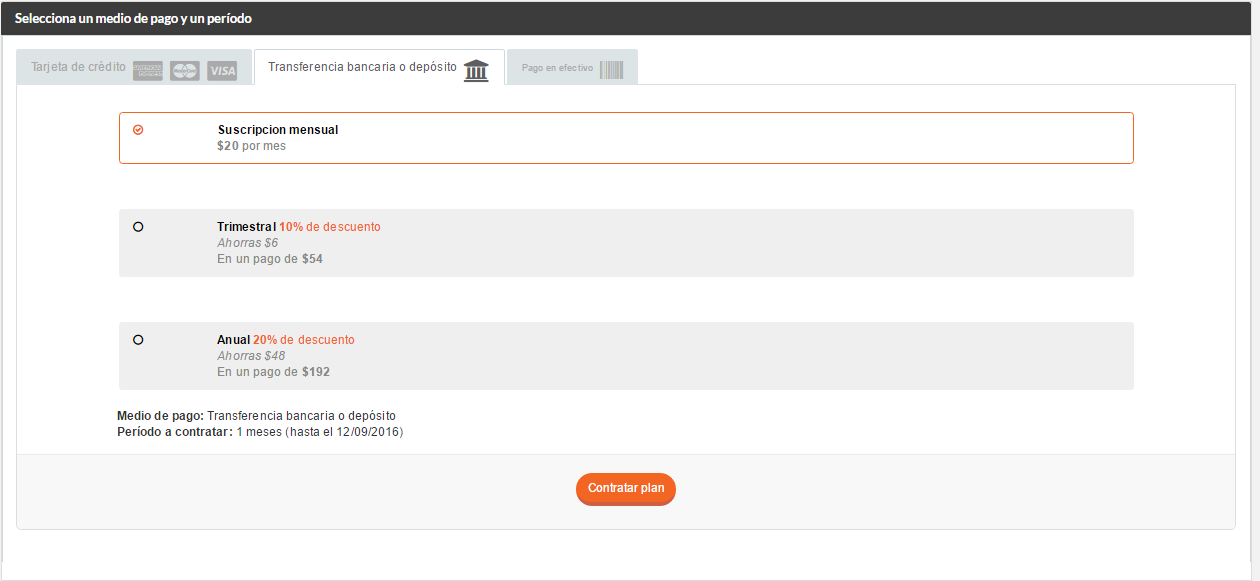 Selecciona un medio de pago y un período
Tarjeta de crédito VISA Transferencia bancaria o depósito Pago en efectivo
Suscripcion mensual
$20 por mes
Trimestral 10% de descuento
Ahorras $6
En un pago de $54
Anual 20% de descuento
Ahorras $48
En un pago de $192
Medio de pago: Transferencia bancaria o depósito
Período a contratar: 1 meses (hasta el 12/09/2016)
Contratar plan